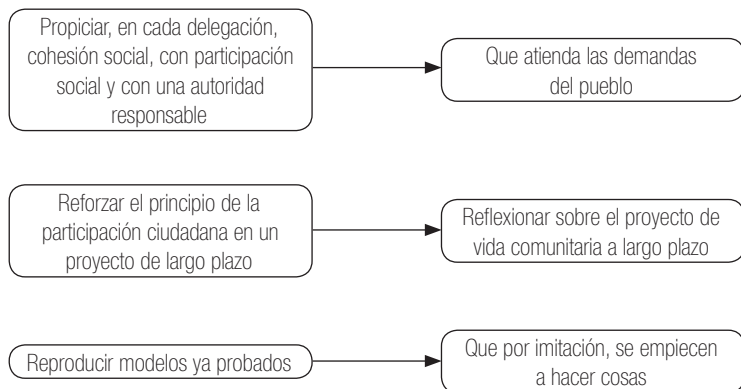 Propiciar, en cada delegación,
cohesión social, con participación
social y con una autoridad
responsable
Que atienda las demandas
del pueblo
Reforzar el principio de la
participación ciudadana en un
proyecto de largo plazo
Reflexionar sobre el proyecto de
vida comunitaria a largo plazo
Reproducir modelos ya probados
Que por imitación, se empiecen
a hacer cosas